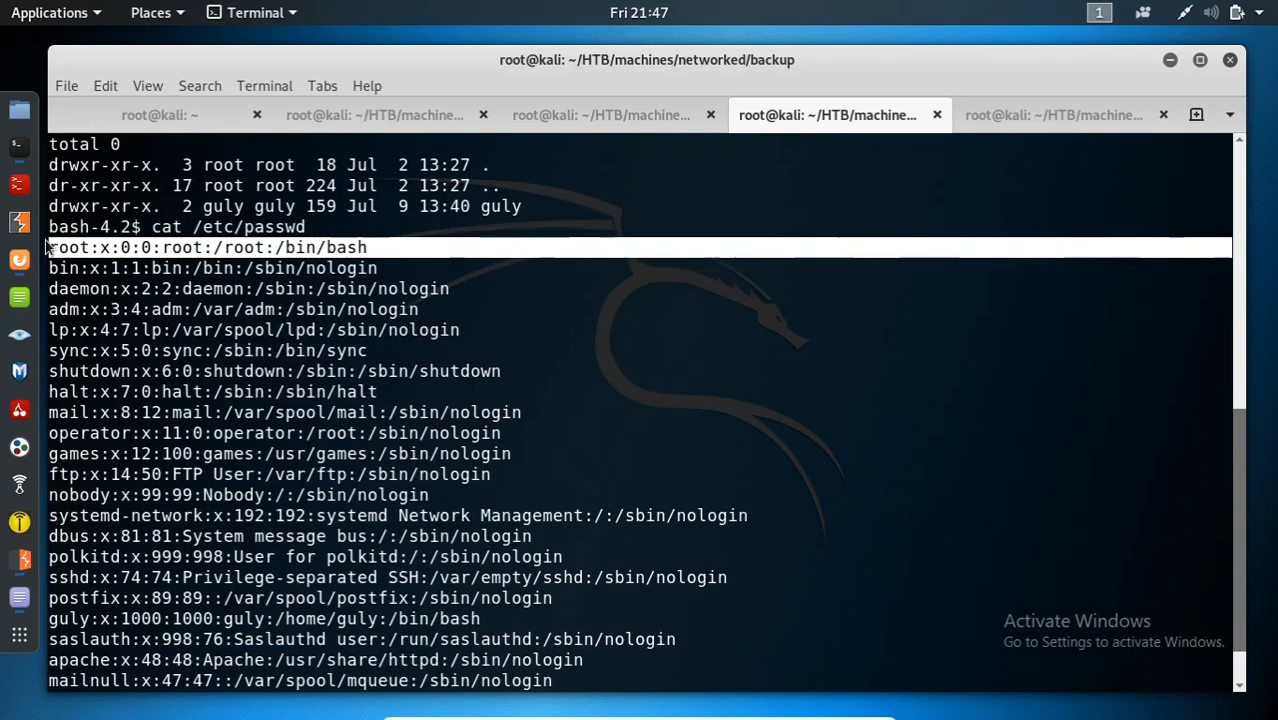 Applications Places Terminal Fri 21:47 1
root@kali: ~/HTB/machines/networked/backup
File Edit View Search Terminal Tabs Help
root@kali: ~ root@kali: ~/HTB/machine... root@kali: ~/HTB/machine... root@kali: ~/HTB/machine... root@kali: ~/HTB/machine...
total 0
drwxr-xr-x. 3 root root 18 Jul 2 13:27 .
dr-xr-xr-x. 17 root root 224 Jul 2 13:27 ..
drwxr-xr-x. 2 guly guly 159 Jul 9 13:40 guly
bash-4.2$ cat /etc/passwd
root:x:0:0:root:/root:/bin/bash
bin:x:1:1:bin:/bin:/sbin/nologin
daemon:x:2:2:daemon:/sbin:/sbin/nologin
adm:x:3:4:adm:/var/adm:/sbin/nologin
lp:x:4:7:lp:/var/spool/lpd:/sbin/nologin
sync:x:5:0:sync:/sbin:/bin/sync
shutdown:x:6:0:shutdown:/sbin:/sbin/shutdown
halt:x:7:0:halt:/sbin:/sbin/halt
mail:x:8:12:mail:/var/spool/mail:/sbin/nologin
operator:x:11:0:operator:/root:/sbin/nologin
games:x:12:100:games:/usr/games:/sbin/nologin
ftp:x:14:50:FTP User:/var/ftp:/sbin/nologin
nobody:x:99:99:Nobody:/:/sbin/nologin
systemd-network:x:192:192:systemd Network Management:/:/sbin/nologin
dbus:x:81:81:System message bus:/:/sbin/nologin
polkitd:x:999:998:User for polkitd:/:/sbin/nologin
sshd:x:74:74:Privilege-separated SSH:/var/empty/sshd:/sbin/nologin
postfix:x:89:89::/var/spool/postfix:/sbin/nologin
guly:x:1000:1000:guly:/home/guly:/bin/bash
saslauth:x:998:76:Saslauthd user:/run/saslauthd:/sbin/nologin
apache:x:48:48:Apache:/usr/share/httpd:/sbin/nologin
mailnull:x:47:47::/var/spool/mqueue:/sbin/nologin
Activate Windows
Go to Settings to activate Windows.